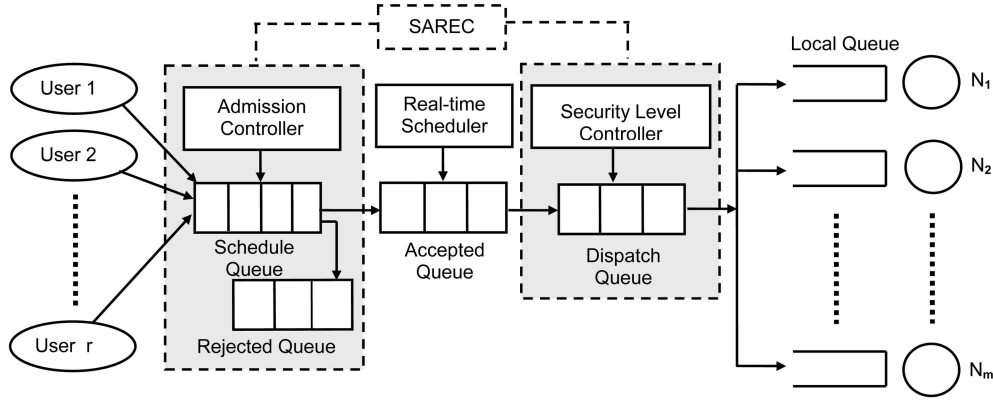 SAREC
User 1
User 2
User r
Admission
Controller
Schedule
Queue
Rejected Queue
Real-time
Scheduler
Accepted
Queue
Security Level
Controller
Dispatch
Queue
Local Queue
N1
N2
Nm